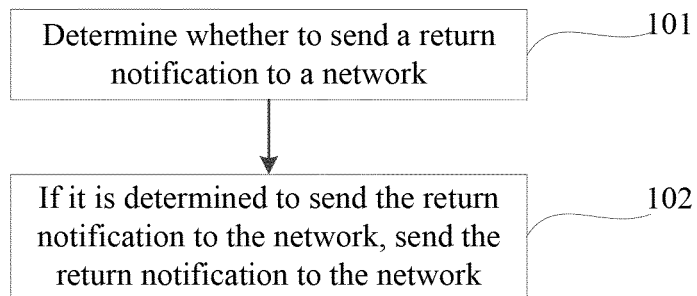 Determine whether to send a return
notification to a network
101
If it is determined to send the return
notification to the network, send the
return notification to the network
102